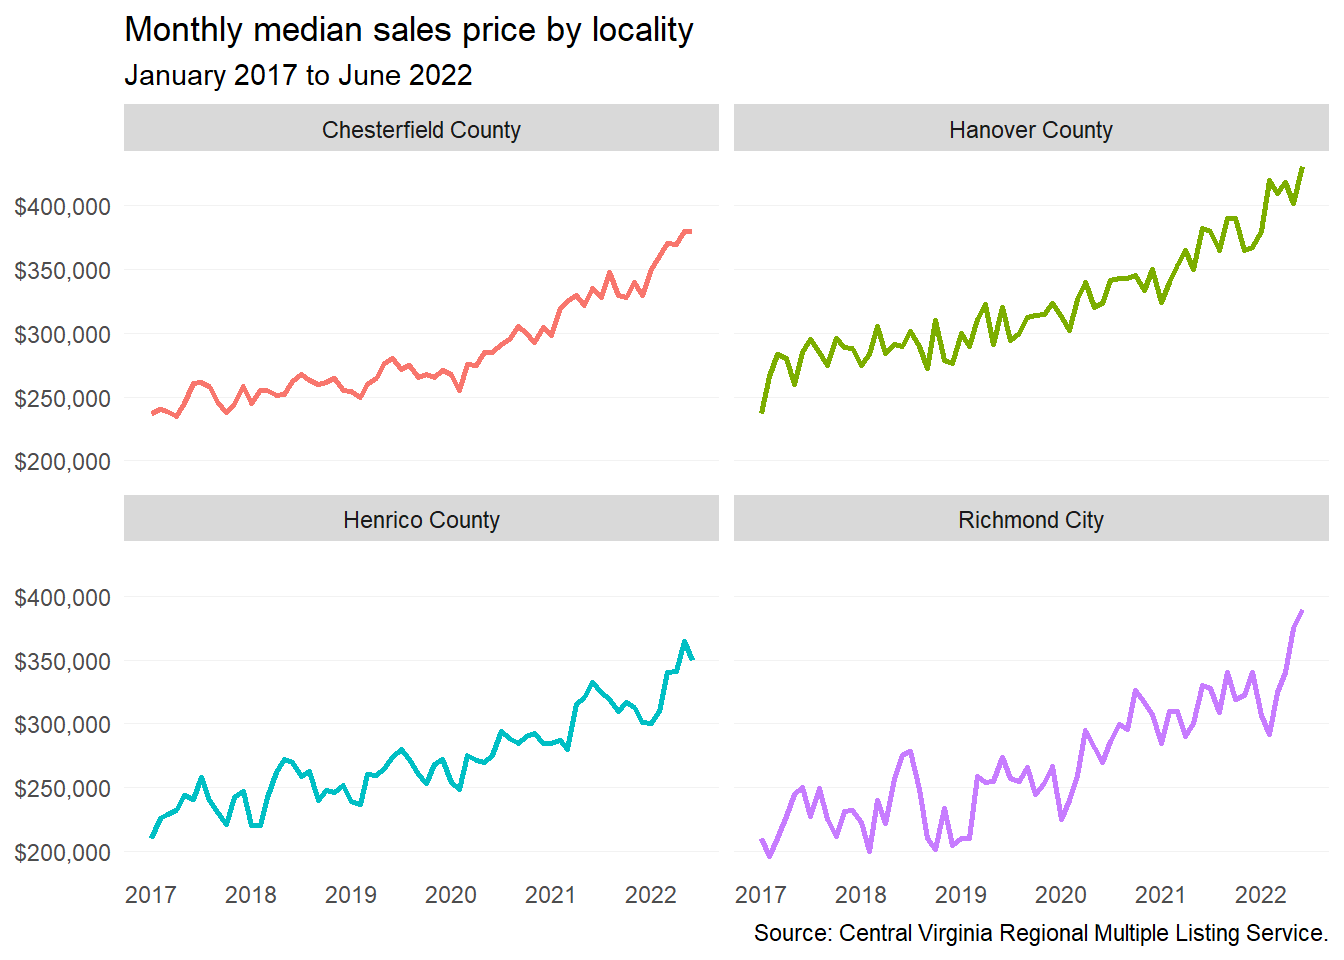 Monthly median sales price by locality
January 2017 to June 2022
Chesterfield County
Hanover County
$400,000
$350,000
$300,000
$250,000
$200,000
Henrico County
Richmond City
$400,000
$350,000
$300,000
$250,000
$200,000
2017 2018 2019 2020 2021 2022
2017 2018 2019 2020 2021 2022
Source: Central Virginia Regional Multiple Listing Service.